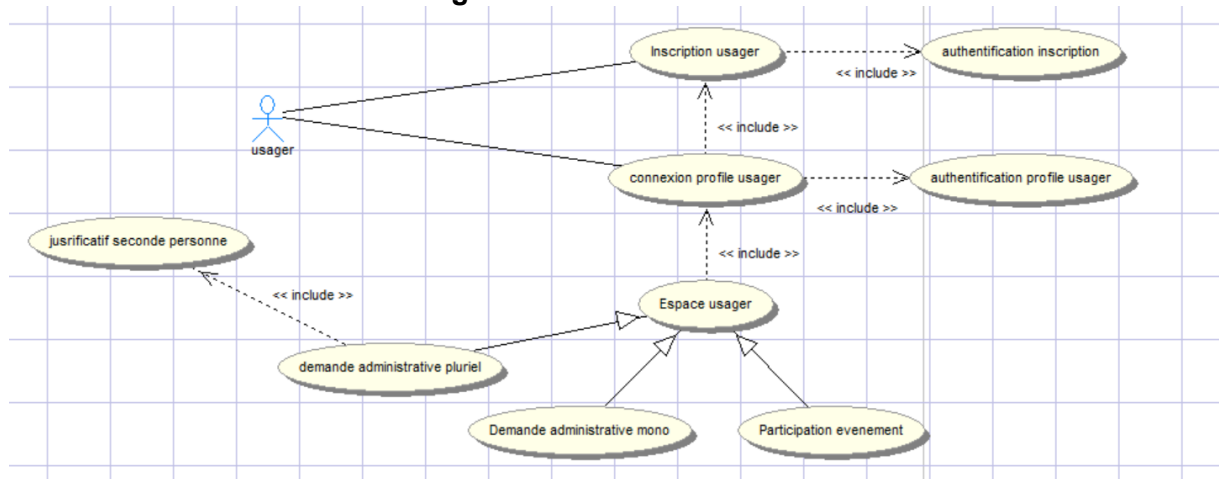 Inscription usager
authentification inscription
<< include >>
<< include >>
usager
connexion profile usager
authentification profile usager
<< include >>
jusrificatif seconde personne
<< include >>
<< include >>
Espace usager
demande administrative pluriel
Demande administrative mono
Participation evenement